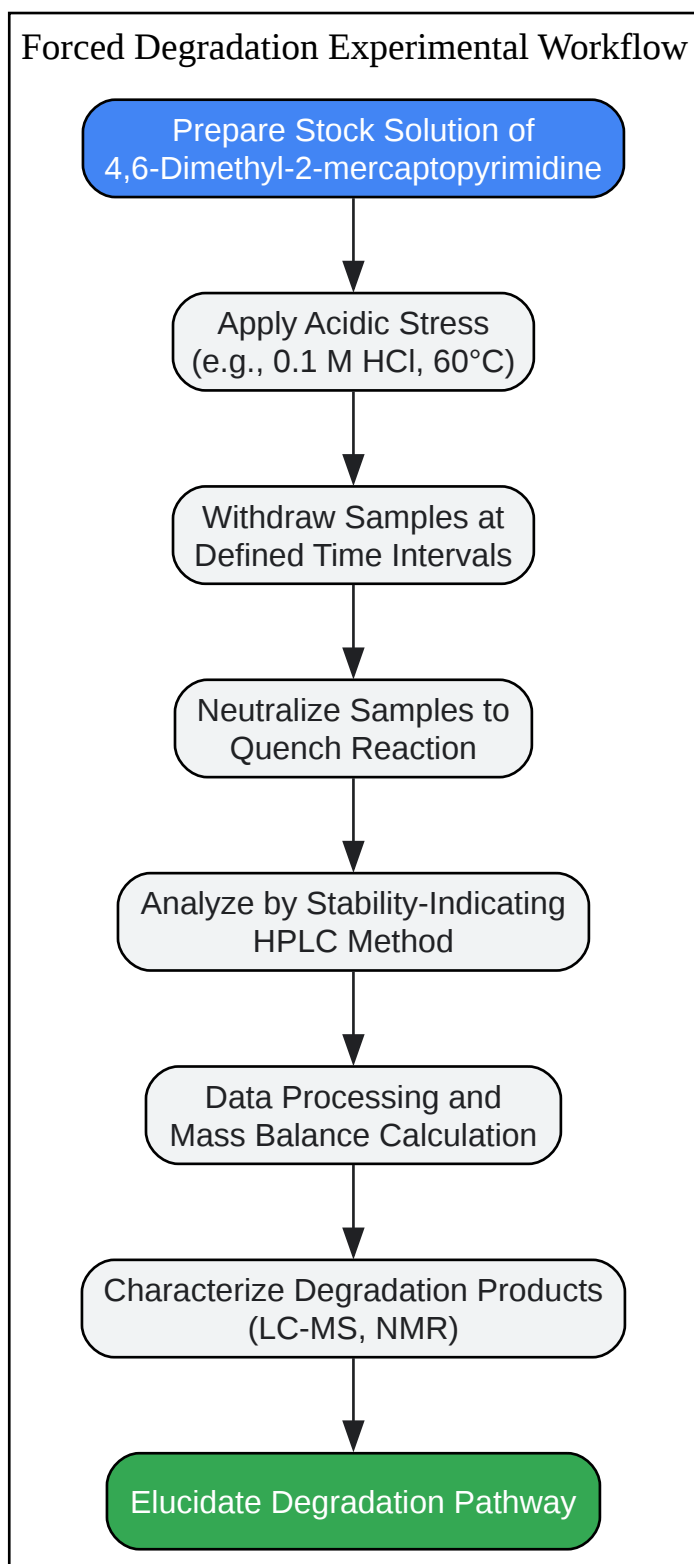 Forced Degradation Experimental Workflow
Prepare Stock Solution of
4,6-Dimethyl-2-mercaptopyrimidine
Apply Acidic Stress
(e.g., 0.1 M HCl, 60°C)
Withdraw Samples at
Defined Time Intervals
Neutralize Samples to
Quench Reaction
Analyze by Stability-Indicating
HPLC Method
Data Processing and
Mass Balance Calculation
Characterize Degradation Products
(LC-MS, NMR)
Elucidate Degradation Pathway